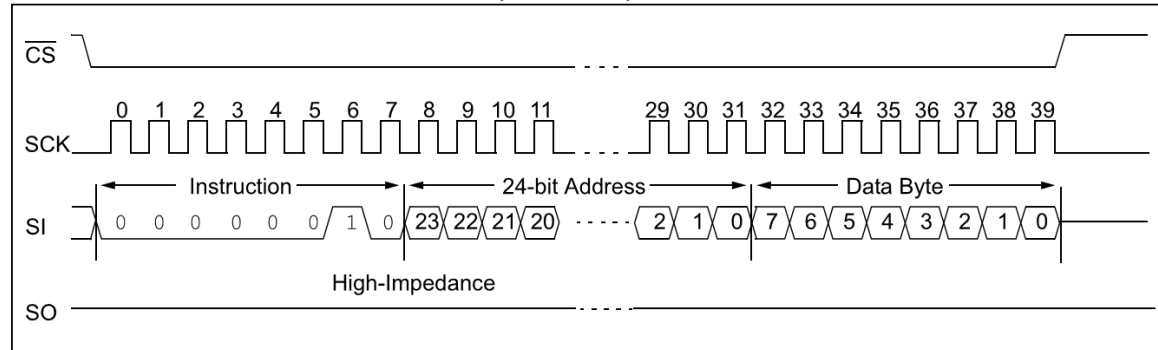 CS
0 1 2 3 4 5 6 7 8 9 10 11 29 30 31 32 33 34 35 36 37 38 39
SCK
Instruction 24-bit Address Data Byte
SI 0 0 0 0 0 0 1 0 23 22 21 20 2 1 0 7 6 5 4 3 2 1 0
High-Impedance
SO